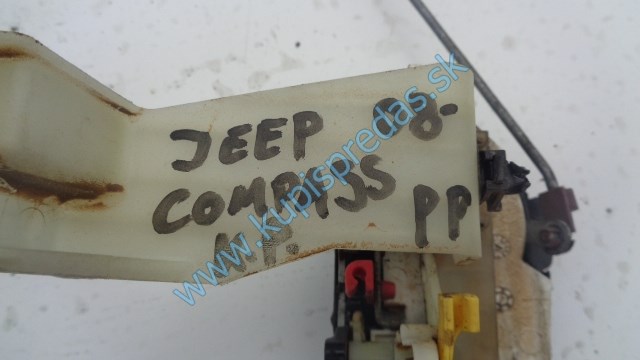 JEEP 08-
COMPASS
N.P. PP
www.kupispredas.sk